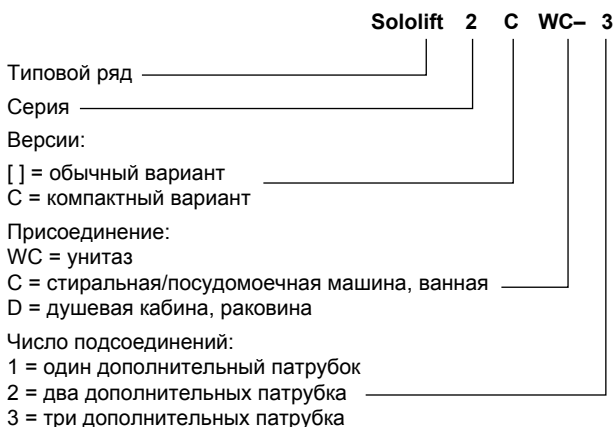 Sololift 2 C WC– 3
Типовой ряд
Серия
Версии:
[ ] = обычный вариант
C = компактный вариант
Присоединение:
WC = унитаз
C = стиральная/посудомоечная машина, ванная
D = душевая кабина, раковина
Число подсоединений:
1 = один дополнительный патрубок
2 = два дополнительных патрубка
3 = три дополнительных патрубка